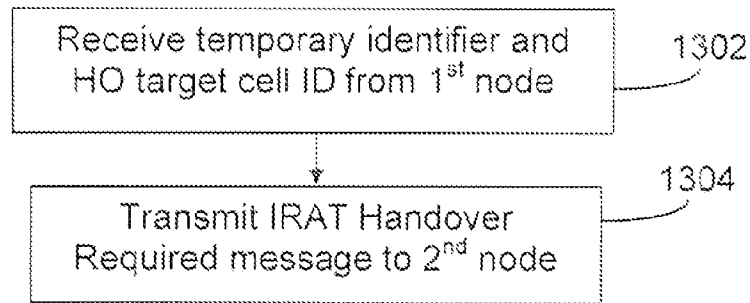 Receive temporary identifier and
HO target cell ID from 1st node
1302
Transmit IRAT Handover
Required message to 2nd node
1304